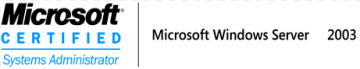 Microsoft®
CERTIFIED
Systems Administrator
Microsoft Windows Server 2003